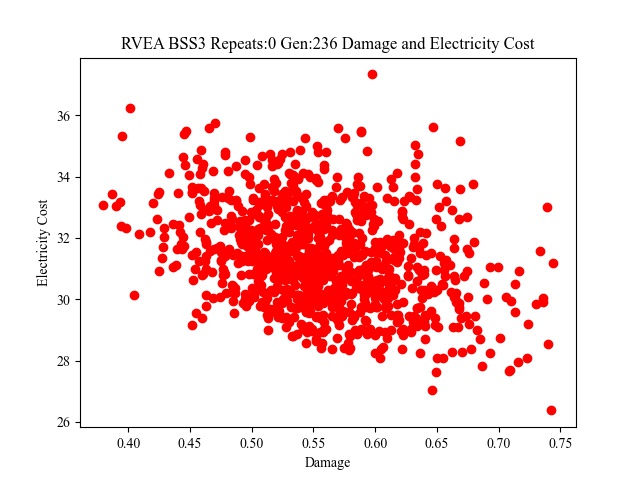 RVEA BSS3 Repeats:0 Gen:236 Damage and Electricity Cost
36
34
32
30
28
26
Electricity Cost
0.40 0.45 0.50 0.55 0.60 0.65 0.70 0.75
Damage